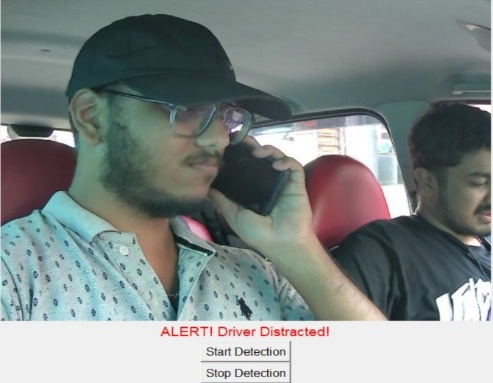 ALERT! Driver Distracted!
Start Detection
Stop Detection